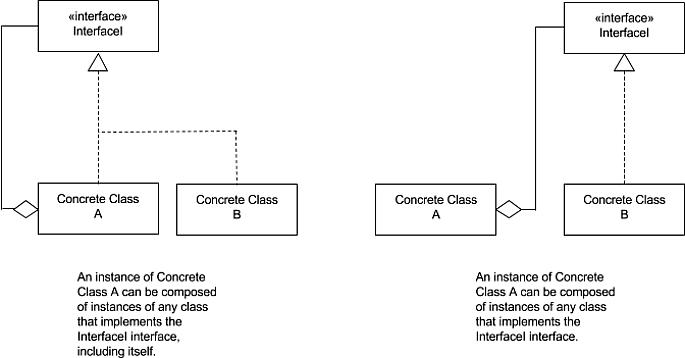 «interface»
InterfaceI
Concrete Class
A
Concrete Class
B
An instance of Concrete
Class A can be composed
of instances of any class
that implements the
InterfaceI interface,
including itself.
«interface»
InterfaceI
Concrete Class
A
Concrete Class
B
An instance of Concrete
Class A can be composed
of instances of any class
that implements the
InterfaceI interface.